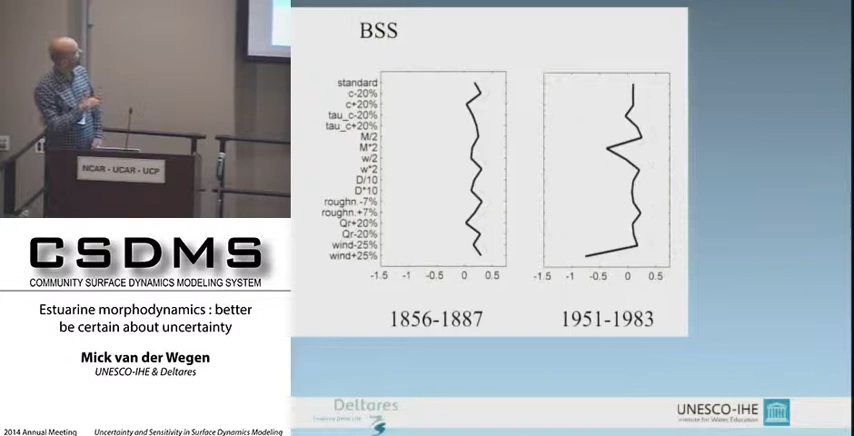 BSS
standard
c-20%
c+20%
tau_c-20%
tau_c+20%
M/2
M*2
w/2
w*2
D/10
D*10
roughn.-7%
roughn.+7%
Qr+20%
Qr-20%
wind-25%
wind+25%
-1.5 -1 -0.5 0 0.5
-1.5 -1 -0.5 0 0.5
1856-1887
1951-1983
NCAR - UCAR - UCP
CSDMS
COMMUNITY SURFACE DYNAMICS MODELING SYSTEM
Estuarine morphodynamics : better
be certain about uncertainty
Mick van der Wegen
UNESCO-IHE & Deltares
2014 Annual Meeting
Uncertainty and Sensitivity in Surface Dynamics Modeling
Deltares
UNESCO-IHE
Institute for Water Education